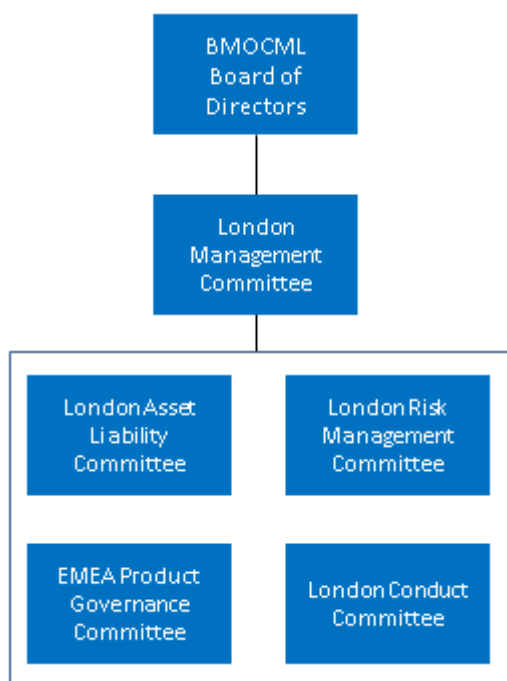 BMOCML
Board of
Directors
London
Management
Committee
London Asset
Liability
Committee
London Risk
Management
Committee
EMEA Product
Governance
Committee
London Conduct
Committee